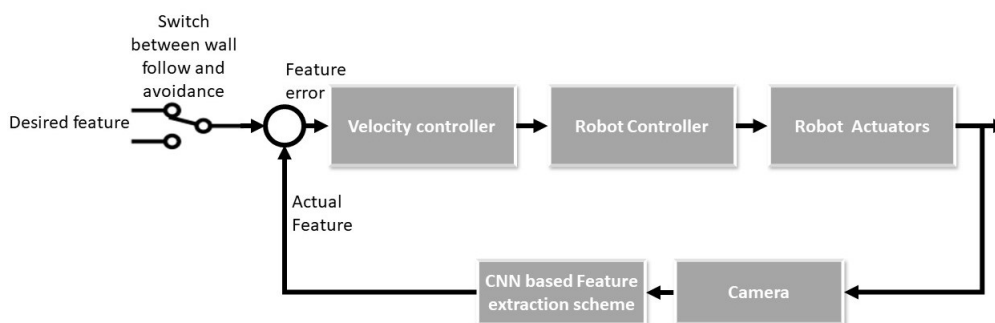 Switch
between wall
follow and
avoidance
Desired feature
Feature
error
Velocity controller
Robot Controller
Robot Actuators
Actual
Feature
CNN based Feature
extraction scheme
Camera